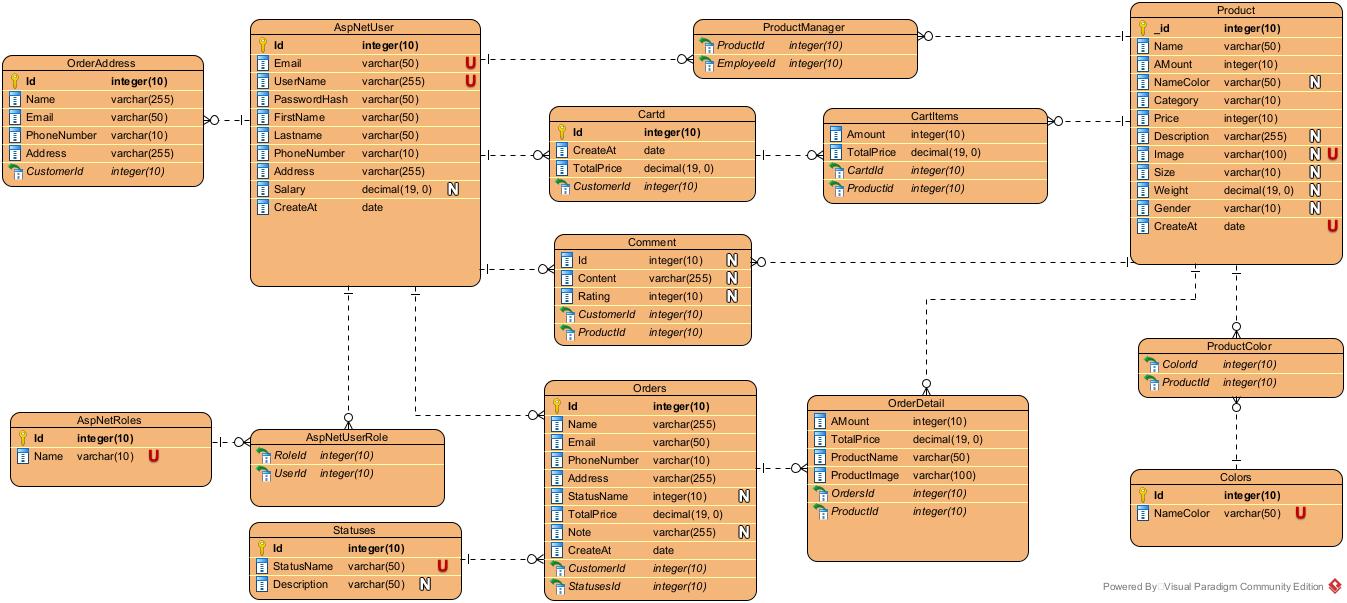 AspNetUser
Id integer(10)
Email varchar(50) U
UserName varchar(255) U
PasswordHash varchar(50)
FirstName varchar(50)
Lastname varchar(50)
PhoneNumber varchar(10)
Address varchar(255)
Salary decimal(19, 0) N
CreateAt date
ProductManager
ProductId integer(10)
EmployeeId integer(10)
Product
_id integer(10)
Name varchar(50)
AMount integer(10)
NameColor varchar(50) N
Category varchar(10)
Price integer(10)
Description varchar(255) N
Image varchar(100) N U
Size varchar(10) N
Weight decimal(19, 0) N
Gender varchar(10) N
CreateAt date U
OrderAddress
Id integer(10)
Name varchar(255)
Email varchar(50)
PhoneNumber varchar(10)
Address varchar(255)
CustomerId integer(10)
Cartd
Id integer(10)
CreateAt date
TotalPrice decimal(19, 0)
CustomerId integer(10)
CartItems
Amount integer(10)
TotalPrice decimal(19, 0)
CartdId integer(10)
Productid integer(10)
Comment
Id integer(10) N
Content varchar(255) N
Rating integer(10) N
CustomerId integer(10)
ProductId integer(10)
ProductColor
ColorId integer(10)
ProductId integer(10)
Orders
Id integer(10)
Name varchar(255)
Email varchar(50)
PhoneNumber varchar(10)
Address varchar(255)
StatusName integer(10) N
TotalPrice decimal(19, 0)
Note varchar(255) N
CreateAt date
CustomerId integer(10)
StatusesId integer(10)
OrderDetail
AMount integer(10)
TotalPrice decimal(19, 0)
ProductName varchar(50)
ProductImage varchar(100)
OrdersId integer(10)
ProductId integer(10)
AspNetRoles
Id integer(10)
Name varchar(10) U
AspNetUserRole
RoleId integer(10)
UserId integer(10)
Colors
Id integer(10)
NameColor varchar(50) U
Statuses
Id integer(10)
StatusName varchar(50) U
Description varchar(50) N
Powered By Visual Paradigm Community Edition